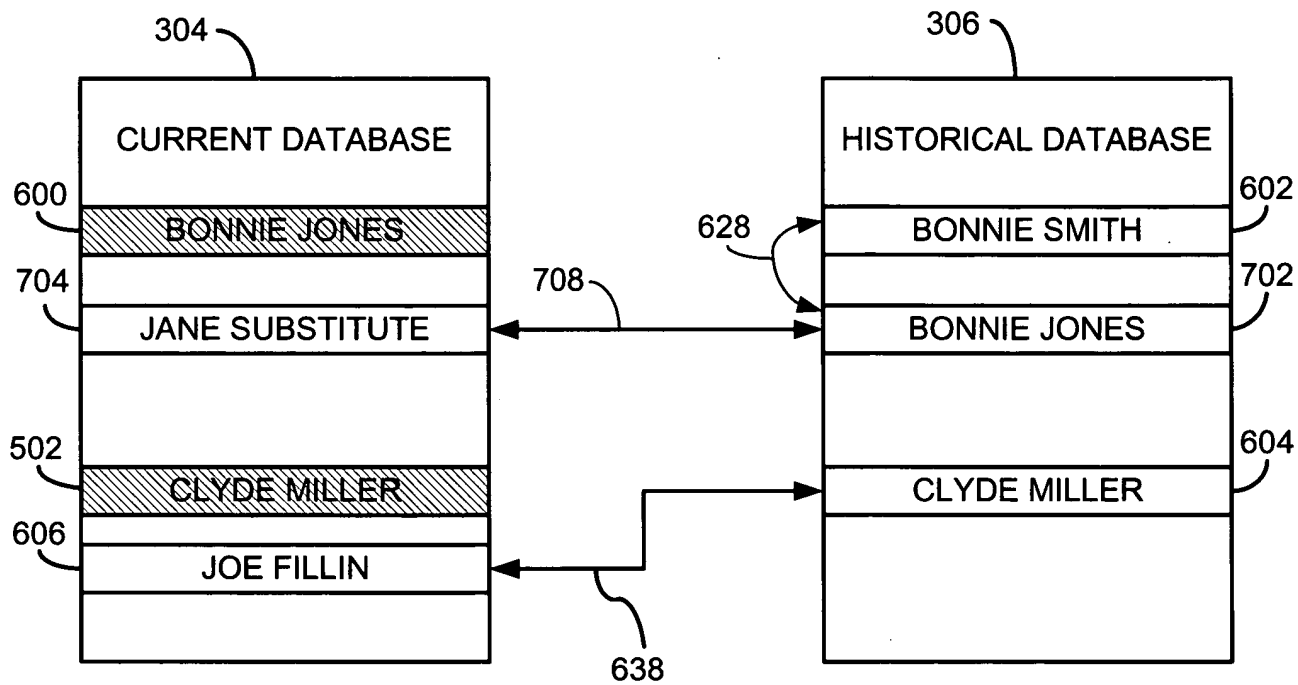 304
306
CURRENT DATABASE
HISTORICAL DATABASE
600
BONNIE JONES
628
BONNIE SMITH
602
704
JANE SUBSTITUTE
708
BONNIE JONES
702
502
CLYDE MILLER
CLYDE MILLER
604
606
JOE FILLIN
638